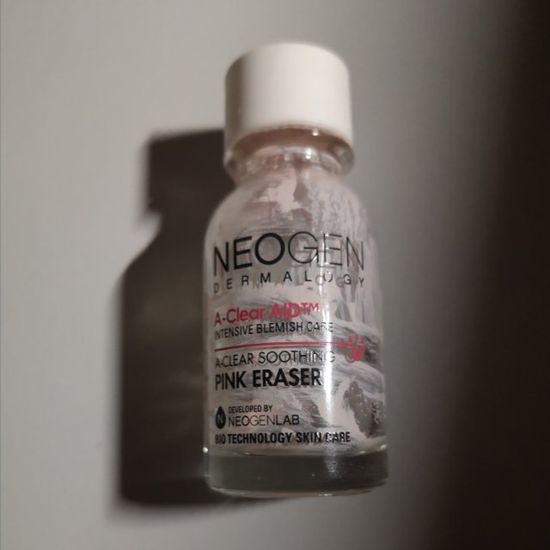 NEOGEN
DERMALOGY
A-Clear AID™
INTENSIVE BLEMISH CARE
A-CLEAR SOOTHING
PINK ERASER
N DEVELOPED BY
NEOGENLAB
BIO TECHNOLOGY SKIN CARE